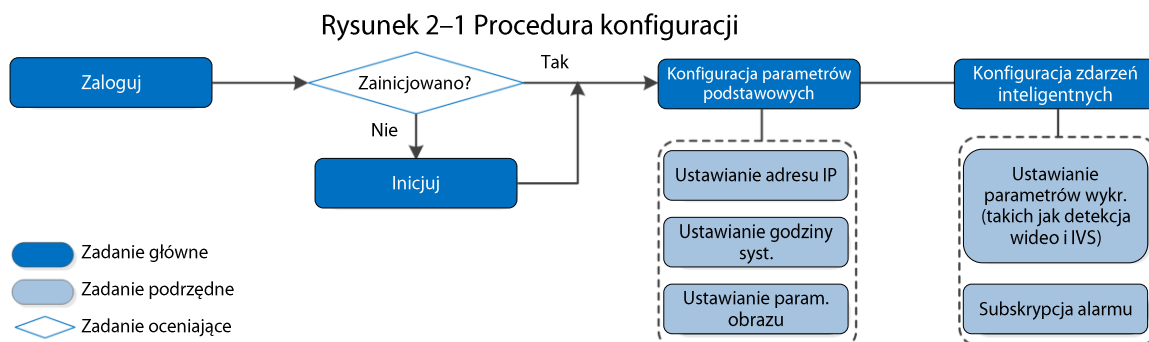 Rysunek 2–1 Procedura konfiguracji
Zaloguj
Zainicjowano?
Tak
Nie
Inicjuj
Konfiguracja parametrów
podstawowych
Ustawianie adresu IP
Ustawianie godziny
syst.
Ustawianie param.
obrazu
Konfiguracja zdarzeń
inteligentnych
Ustawianie
parametrów wykr.
(takich jak detekcja
wideo i IVS)
Subskrypcja alarmu
Zadanie główne
Zadanie podrzędne
Zadanie oceniające